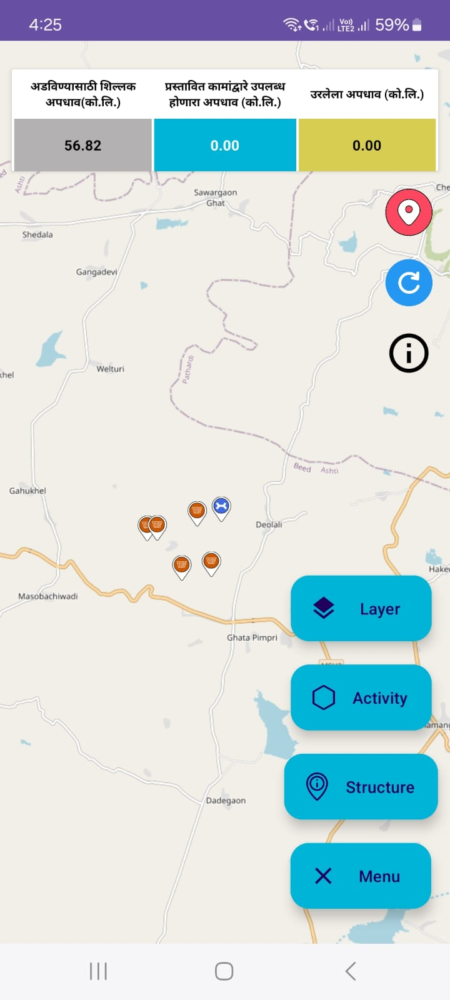 4:25
Vo))
LTE2
59%
अडविण्यासाठी शिल्लक
अपधाव(को.लि.)
प्रस्तावित कामांद्वारे उपलब्ध
होणारा अपधाव (को.लि.)
उरलेला अपधाव (को.लि.)
56.82
0.00
0.00
Ashti
Sawargaon
Ghat
Che
Shedala
Gangadevi
Welturi
khel
Pathardi
Beed Ashti
Gahukhel
Deolali
Hakew
Masobachiwadi
Layer
Ghata Pimpri
Activity
amang
Structure
Dadegaon
Menu